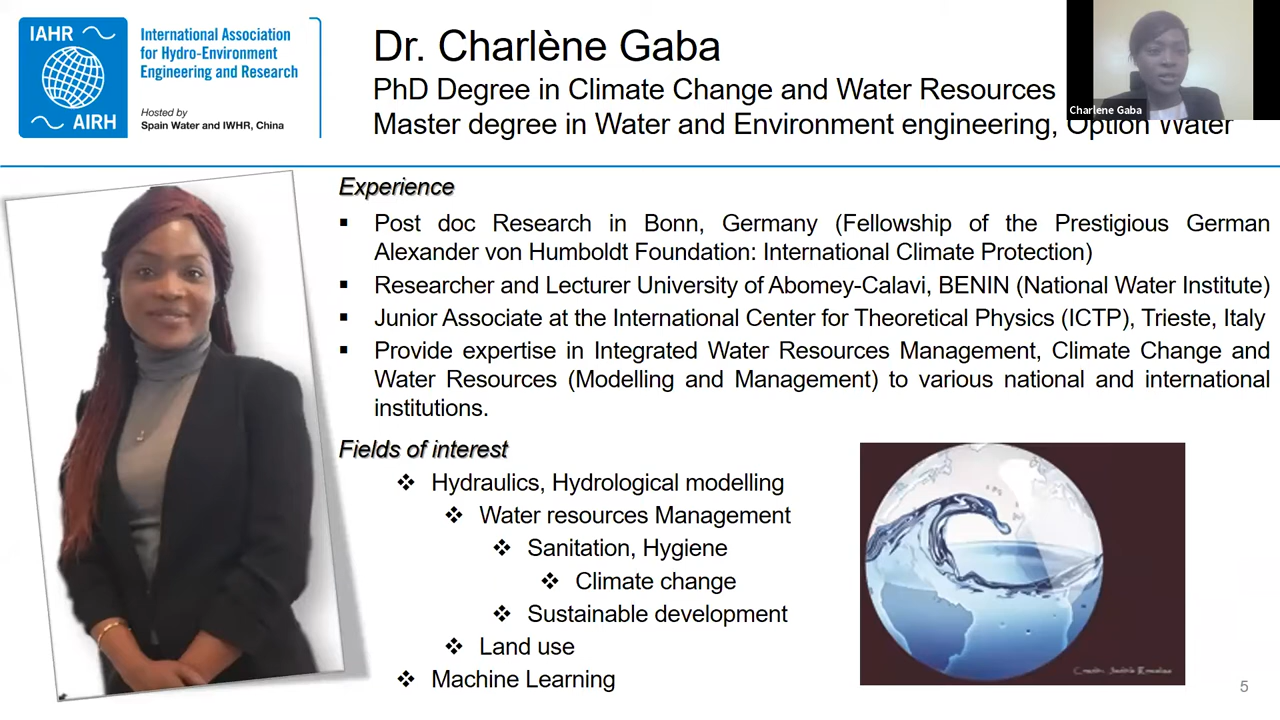 IAHR
AIRH
International Association
for Hydro-Environment
Engineering and Research
Hosted by
Spain Water and IWHR, China
Dr. Charlène Gaba
PhD Degree in Climate Change and Water Resources
Master degree in Water and Environment engineering, Option Water
Charlene Gaba
Experience
▪ Post doc Research in Bonn, Germany (Fellowship of the Prestigious German
Alexander von Humboldt Foundation: International Climate Protection)
▪ Researcher and Lecturer University of Abomey-Calavi, BENIN (National Water Institute)
▪ Junior Associate at the International Center for Theoretical Physics (ICTP), Trieste, Italy
▪ Provide expertise in Integrated Water Resources Management, Climate Change and
Water Resources (Modelling and Management) to various national and international
institutions.
Fields of interest
❖ Hydraulics, Hydrological modelling
❖ Water resources Management
❖ Sanitation, Hygiene
❖ Climate change
❖ Sustainable development
❖ Land use
❖ Machine Learning
5